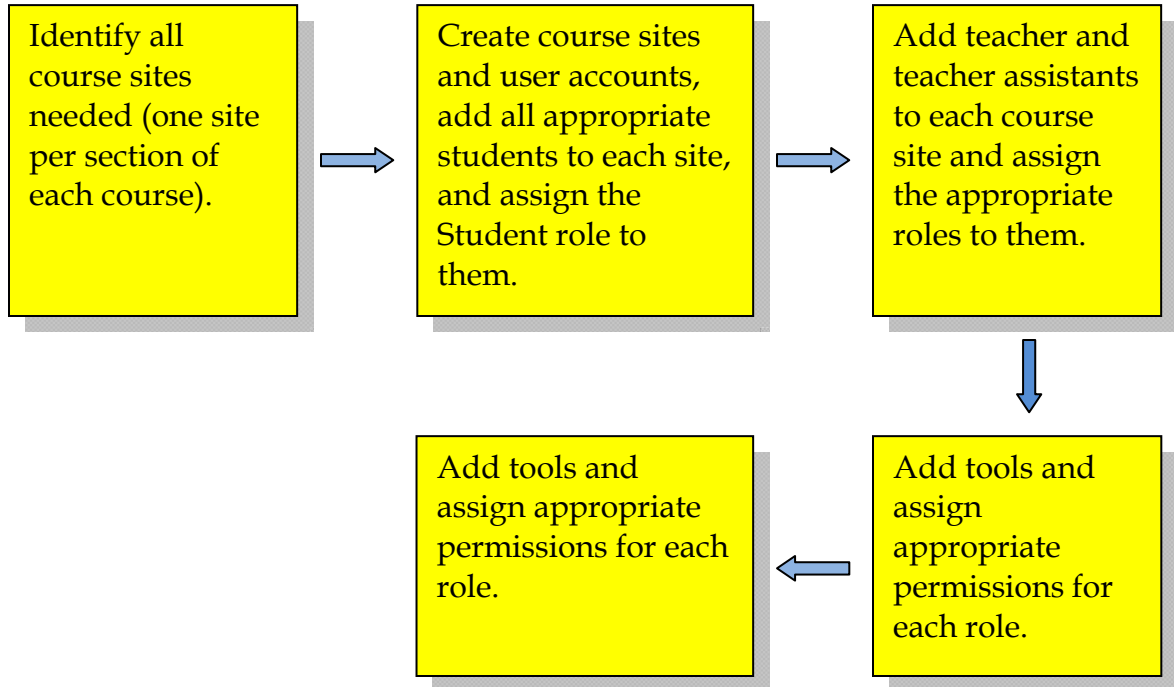 Identify all
course sites
needed (one site
per section of
each course).
Create course sites
and user accounts,
add all appropriate
students to each site,
and assign the
Student role to
them.
Add teacher and
teacher assistants
to each course
site and assign
the appropriate
roles to them.
Add tools and
assign
appropriate
permissions for
each role.
Add tools and
assign appropriate
permissions for each
role.